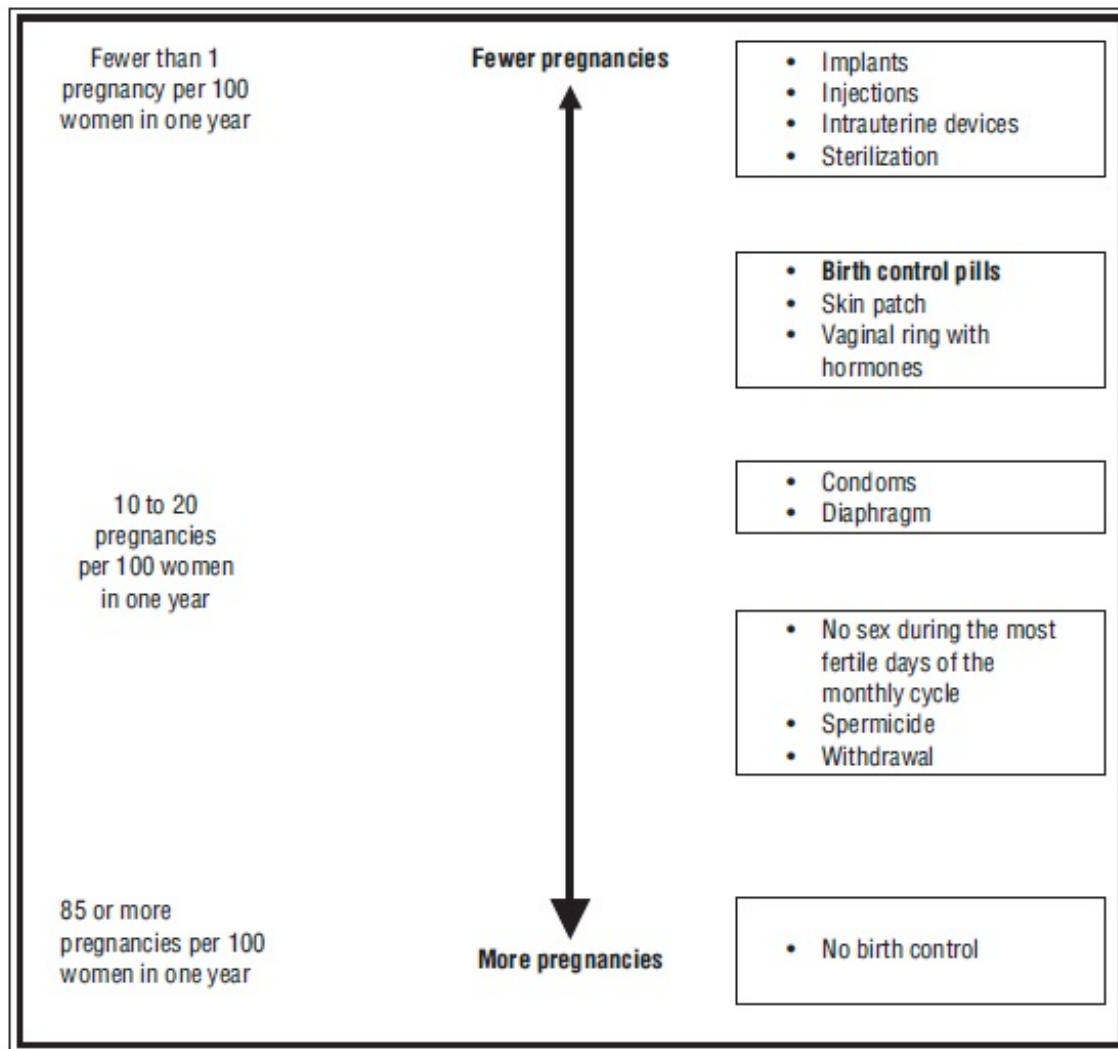 Fewer than 1
pregnancy per 100
women in one year
Fewer pregnancies
• Implants
• Injections
• Intrauterine devices
• Sterilization
• Birth control pills
• Skin patch
• Vaginal ring with
hormones
10 to 20
pregnancies
per 100 women
in one year
• Condoms
• Diaphragm
• No sex during the most
fertile days of the
monthly cycle
• Spermicide
• Withdrawal
85 or more
pregnancies per 100
women in one year
More pregnancies
• No birth control